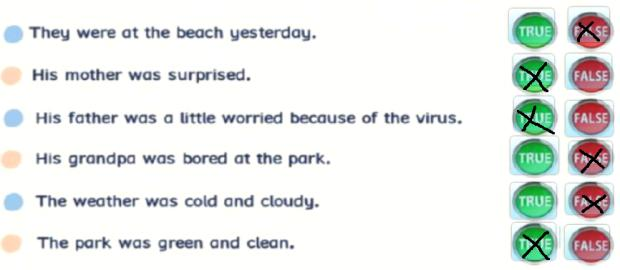 They were at the beach yesterday. TRUE FALSE
His mother was surprised. TRUE FALSE
His father was a little worried because of the virus. TRUE FALSE
His grandpa was bored at the park. TRUE FALSE
The weather was cold and cloudy. TRUE FALSE
The park was green and clean. TRUE FALSE